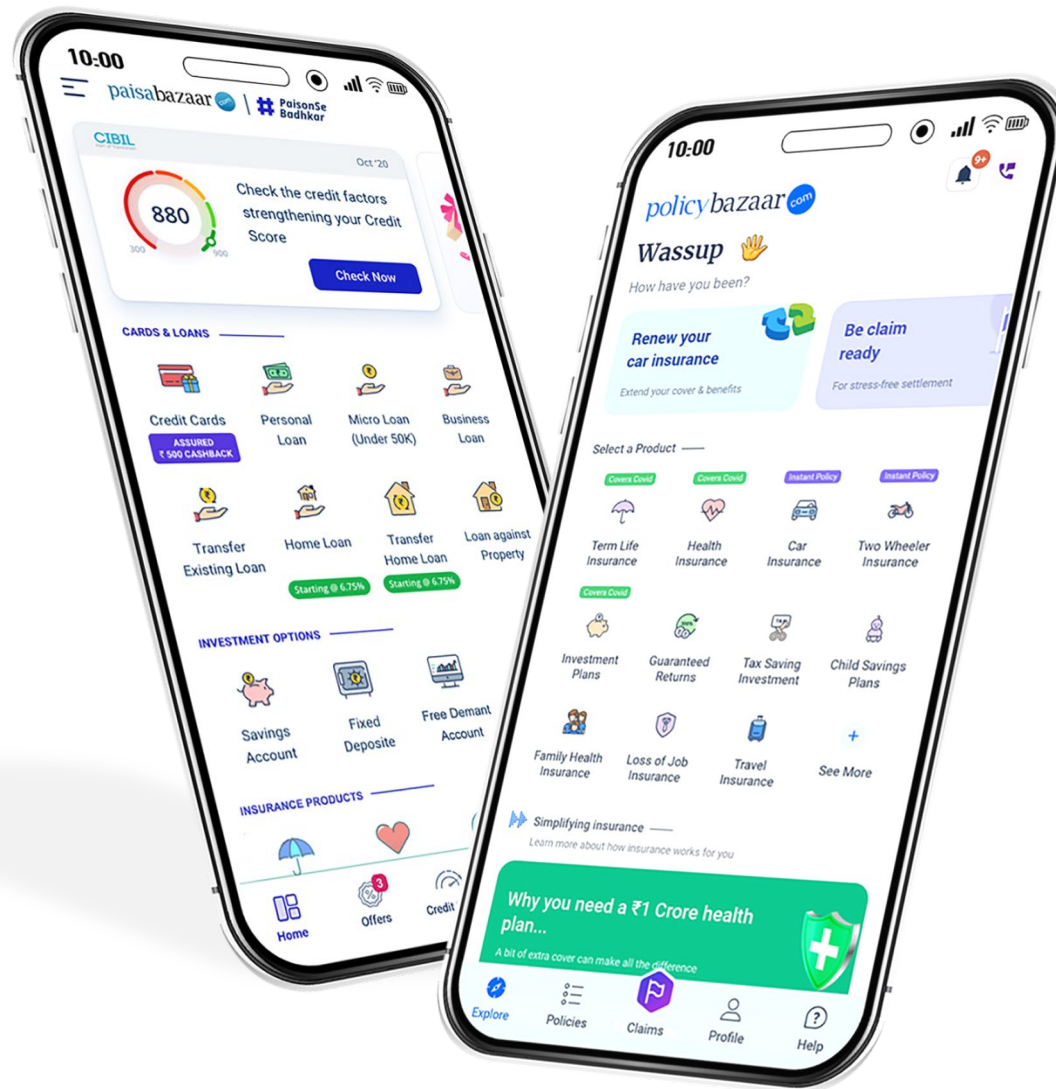 10:00
paisabazaar com | # PaisonSe
Badhkar
CIBIL
Oct '20
880
300
900
Check the credit factors
strengthening your Credit
Score
Check Now
CARDS & LOANS
Credit Cards
ASSURED
₹ 500 CASHBACK
Personal
Loan
Micro Loan
(Under 50K)
Business
Loan
Transfer
Existing Loan
Home Loan
Starting @ 6.75%
Transfer
Home Loan
Starting @ 6.75%
Loan against
Property
INVESTMENT OPTIONS
Savings
Account
Fixed
Deposite
Free Demant
Account
INSURANCE PRODUCTS
Home
3
Offers
Credit
10:00
9+
policybazaar com
Wassup
How have you been?
Renew your
car insurance
Extend your cover & benefits
Be claim
ready
For stress-free settlement
Select a Product
Covers Covid
Term Life
Insurance
Covers Covid
Health
Insurance
Instant Policy
Car
Insurance
Instant Policy
Two Wheeler
Insurance
Covers Covid
Investment
Plans
Guaranteed
Returns
Tax Saving
Investment
Child Savings
Plans
Family Health
Insurance
Loss of Job
Insurance
Travel
Insurance
+
See More
Simplifying insurance
Learn more about how insurance works for you
Why you need a ₹1 Crore health
plan...
A bit of extra cover can make all the difference
Explore
Policies
Claims
Profile
?
Help